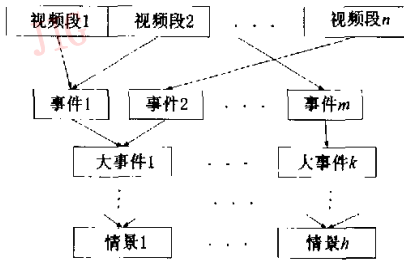 视频段1 视频段2 · · · 视频段n
事件1 事件2 · · · 事件m
大事件1 · · · 大事件k
· · ·
情景1 · · · 情景h